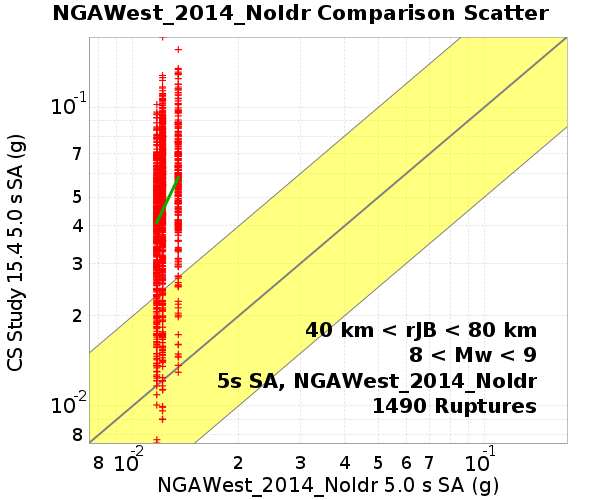 NGAWest_2014_NoIdr Comparison Scatter
CS Study 15.4 5.0 s SA (g)
10-1
7
5
4
3
2
10-2
8
40 km < rJB < 80 km
8 < Mw < 9
5s SA, NGAWest_2014_NoIdr
1490 Ruptures
8 10-2 2 3 4 5 6 7 10-1
NGAWest_2014_NoIdr 5.0 s SA (g)